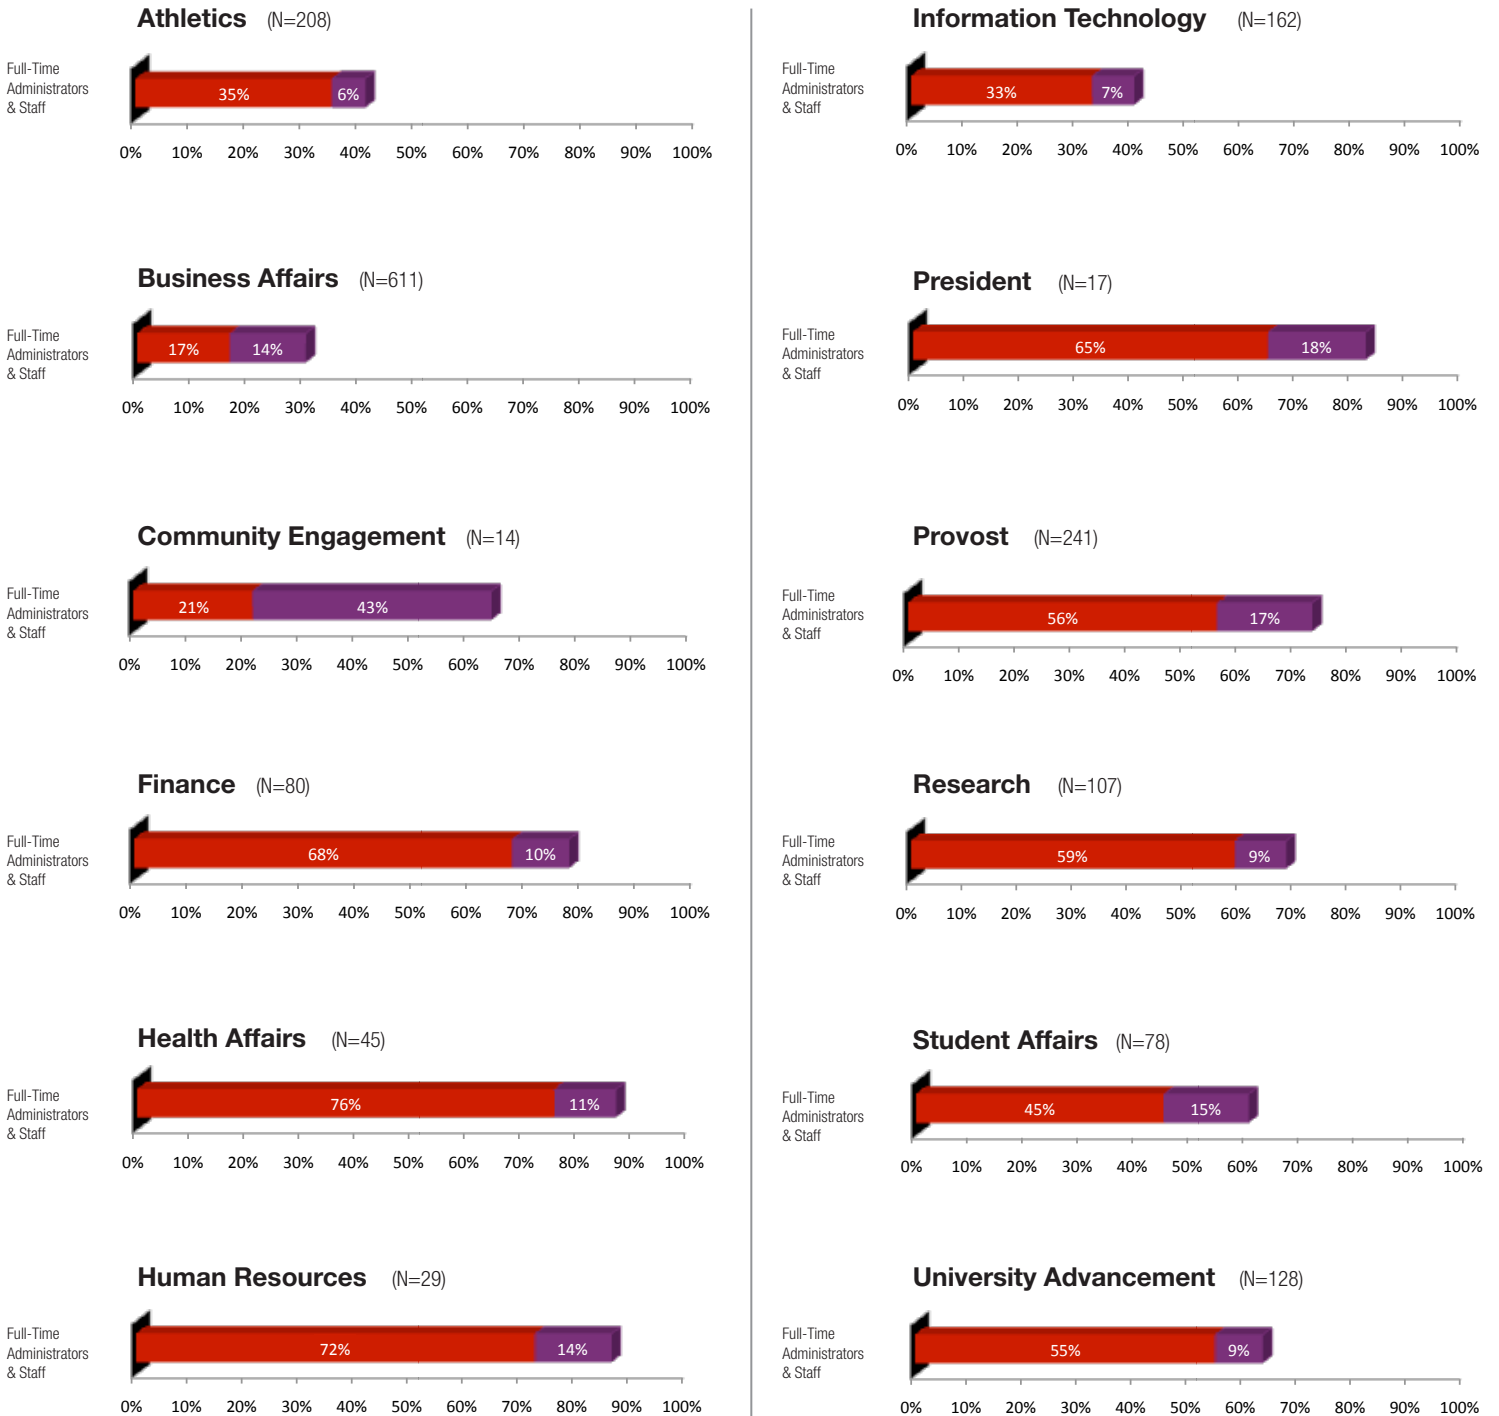 Athletics (N=208)
Full-Time
Administrators
& Staff
35% 6%
0% 10% 20% 30% 40% 50% 60% 70% 80% 90% 100%
Business Affairs (N=611)
Full-Time
Administrators
& Staff
17% 14%
0% 10% 20% 30% 40% 50% 60% 70% 80% 90% 100%
Community Engagement (N=14)
Full-Time
Administrators
& Staff
21% 43%
0% 10% 20% 30% 40% 50% 60% 70% 80% 90% 100%
Finance (N=80)
Full-Time
Administrators
& Staff
68% 10%
0% 10% 20% 30% 40% 50% 60% 70% 80% 90% 100%
Health Affairs (N=45)
Full-Time
Administrators
& Staff
76% 11%
0% 10% 20% 30% 40% 50% 60% 70% 80% 90% 100%
Human Resources (N=29)
Full-Time
Administrators
& Staff
72% 14%
0% 10% 20% 30% 40% 50% 60% 70% 80% 90% 100%
Information Technology (N=162)
Full-Time
Administrators
& Staff
33% 7%
0% 10% 20% 30% 40% 50% 60% 70% 80% 90% 100%
President (N=17)
Full-Time
Administrators
& Staff
65% 18%
0% 10% 20% 30% 40% 50% 60% 70% 80% 90% 100%
Provost (N=241)
Full-Time
Administrators
& Staff
56% 17%
0% 10% 20% 30% 40% 50% 60% 70% 80% 90% 100%
Research (N=107)
Full-Time
Administrators
& Staff
59% 9%
0% 10% 20% 30% 40% 50% 60% 70% 80% 90% 100%
Student Affairs (N=78)
Full-Time
Administrators
& Staff
45% 15%
0% 10% 20% 30% 40% 50% 60% 70% 80% 90% 100%
University Advancement (N=128)
Full-Time
Administrators
& Staff
55% 9%
0% 10% 20% 30% 40% 50% 60% 70% 80% 90% 100%